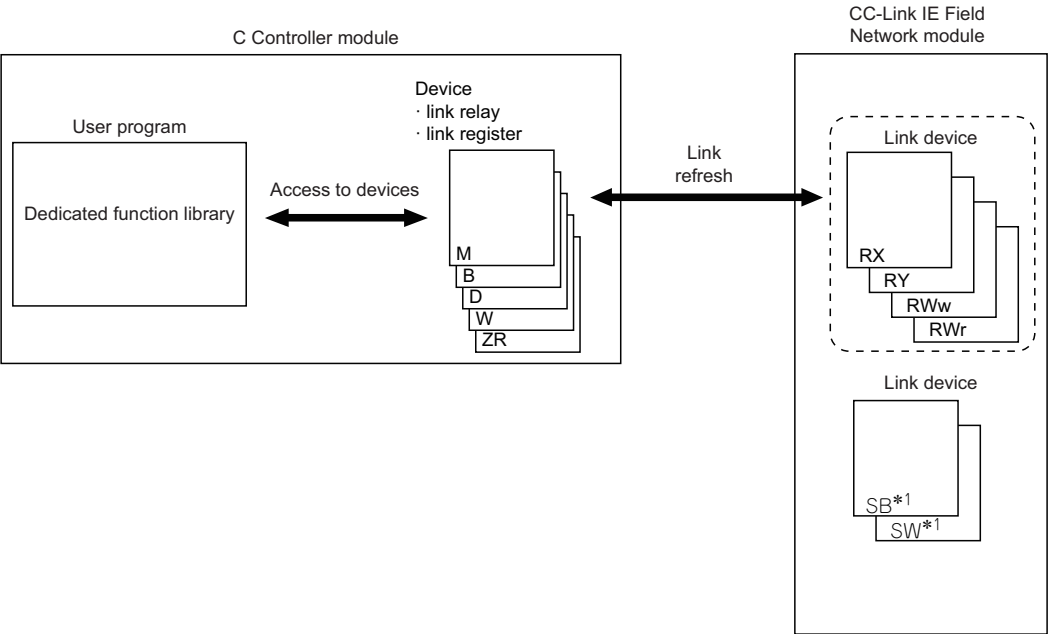 C Controller module
CC-Link IE Field
Network module
Device
· link relay
· link register
User program
Dedicated function library
Access to devices
M
B
D
W
ZR
Link
refresh
Link device
RX
RY
RWw
RWr
Link device
SB*1
SW*1